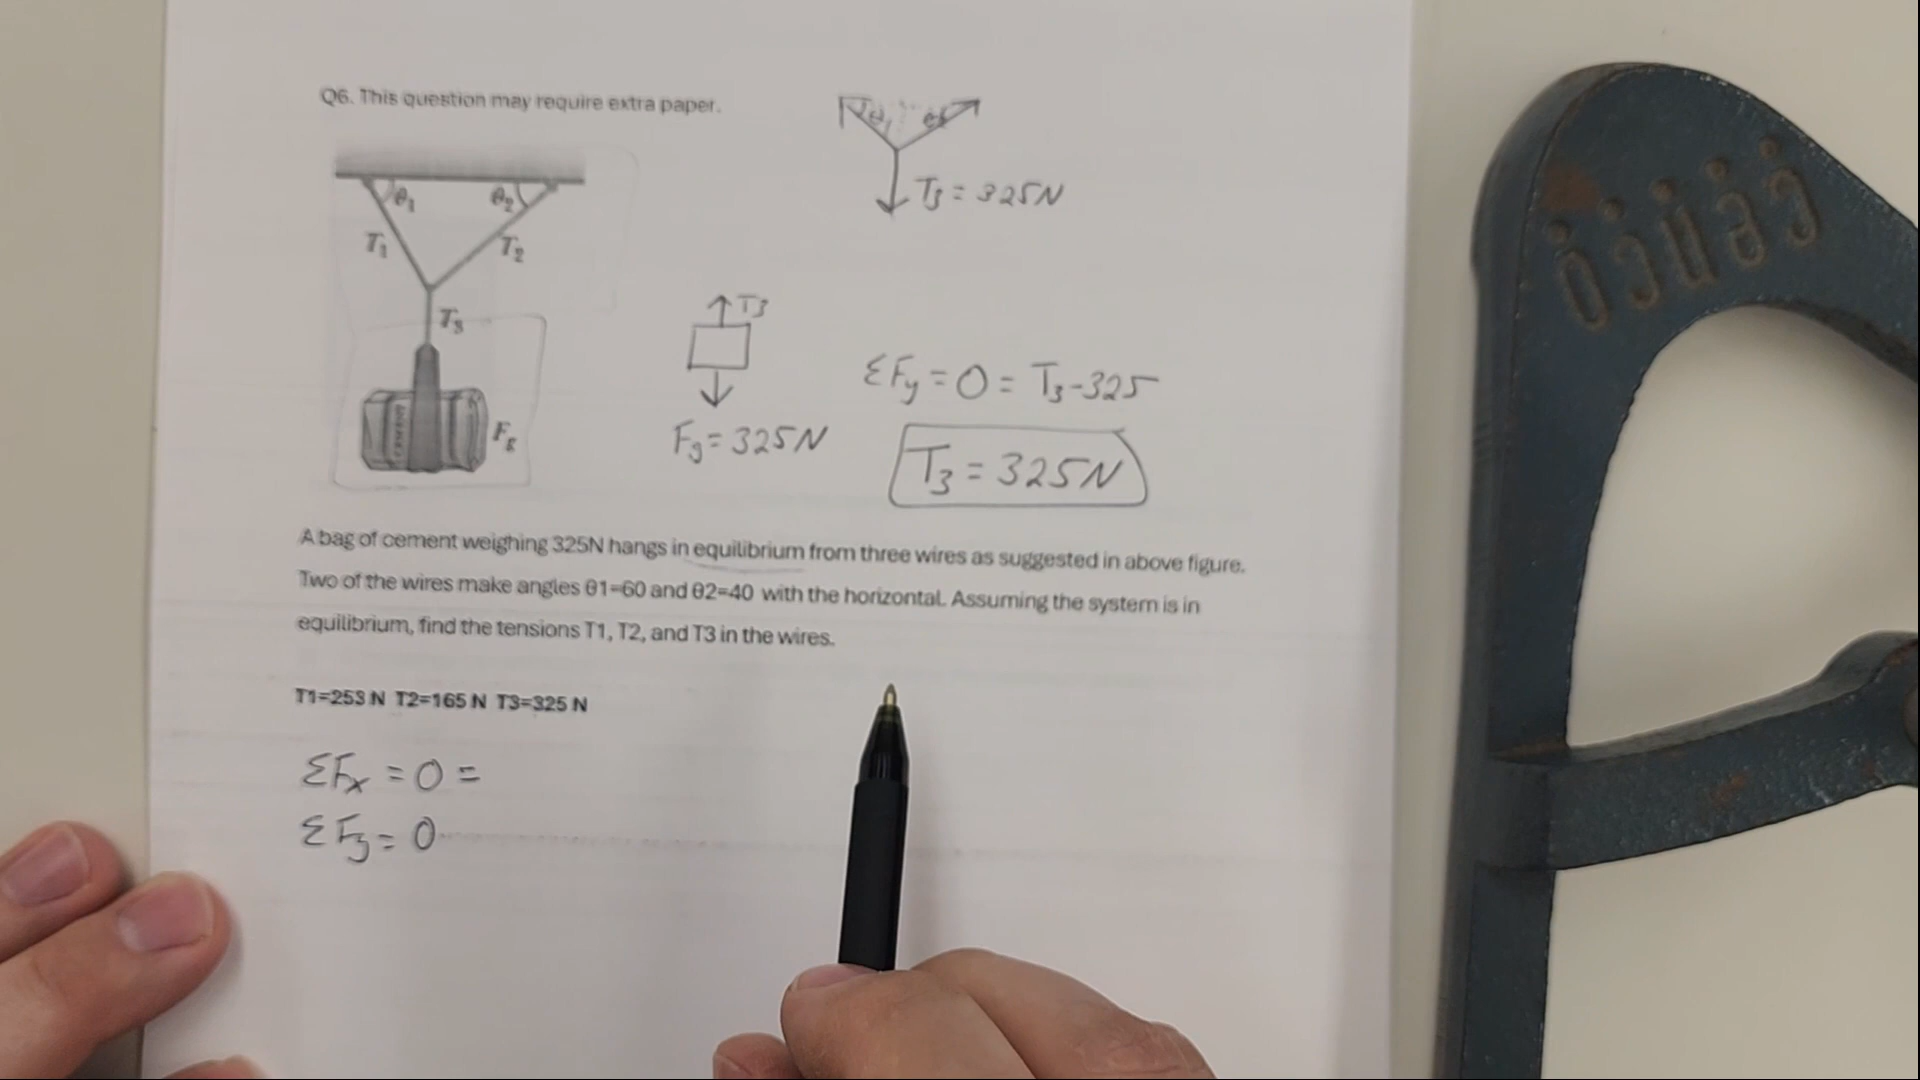 Q6. This question may require extra paper.
θ1 θ2
T1 T2
T3
Fg
θ1
T3 = 325N
T3
Fg = 325N
ΣFy = 0 = T3-325
T3 = 325N
A bag of cement weighing 325N hangs in equilibrium from three wires as suggested in above figure.
Two of the wires make angles θ1=60 and θ2=40 with the horizontal. Assuming the system is in
equilibrium, find the tensions T1, T2, and T3 in the wires.
T1=253 N T2=165 N T3=325 N
ΣFx = 0 =
ΣFy = 0